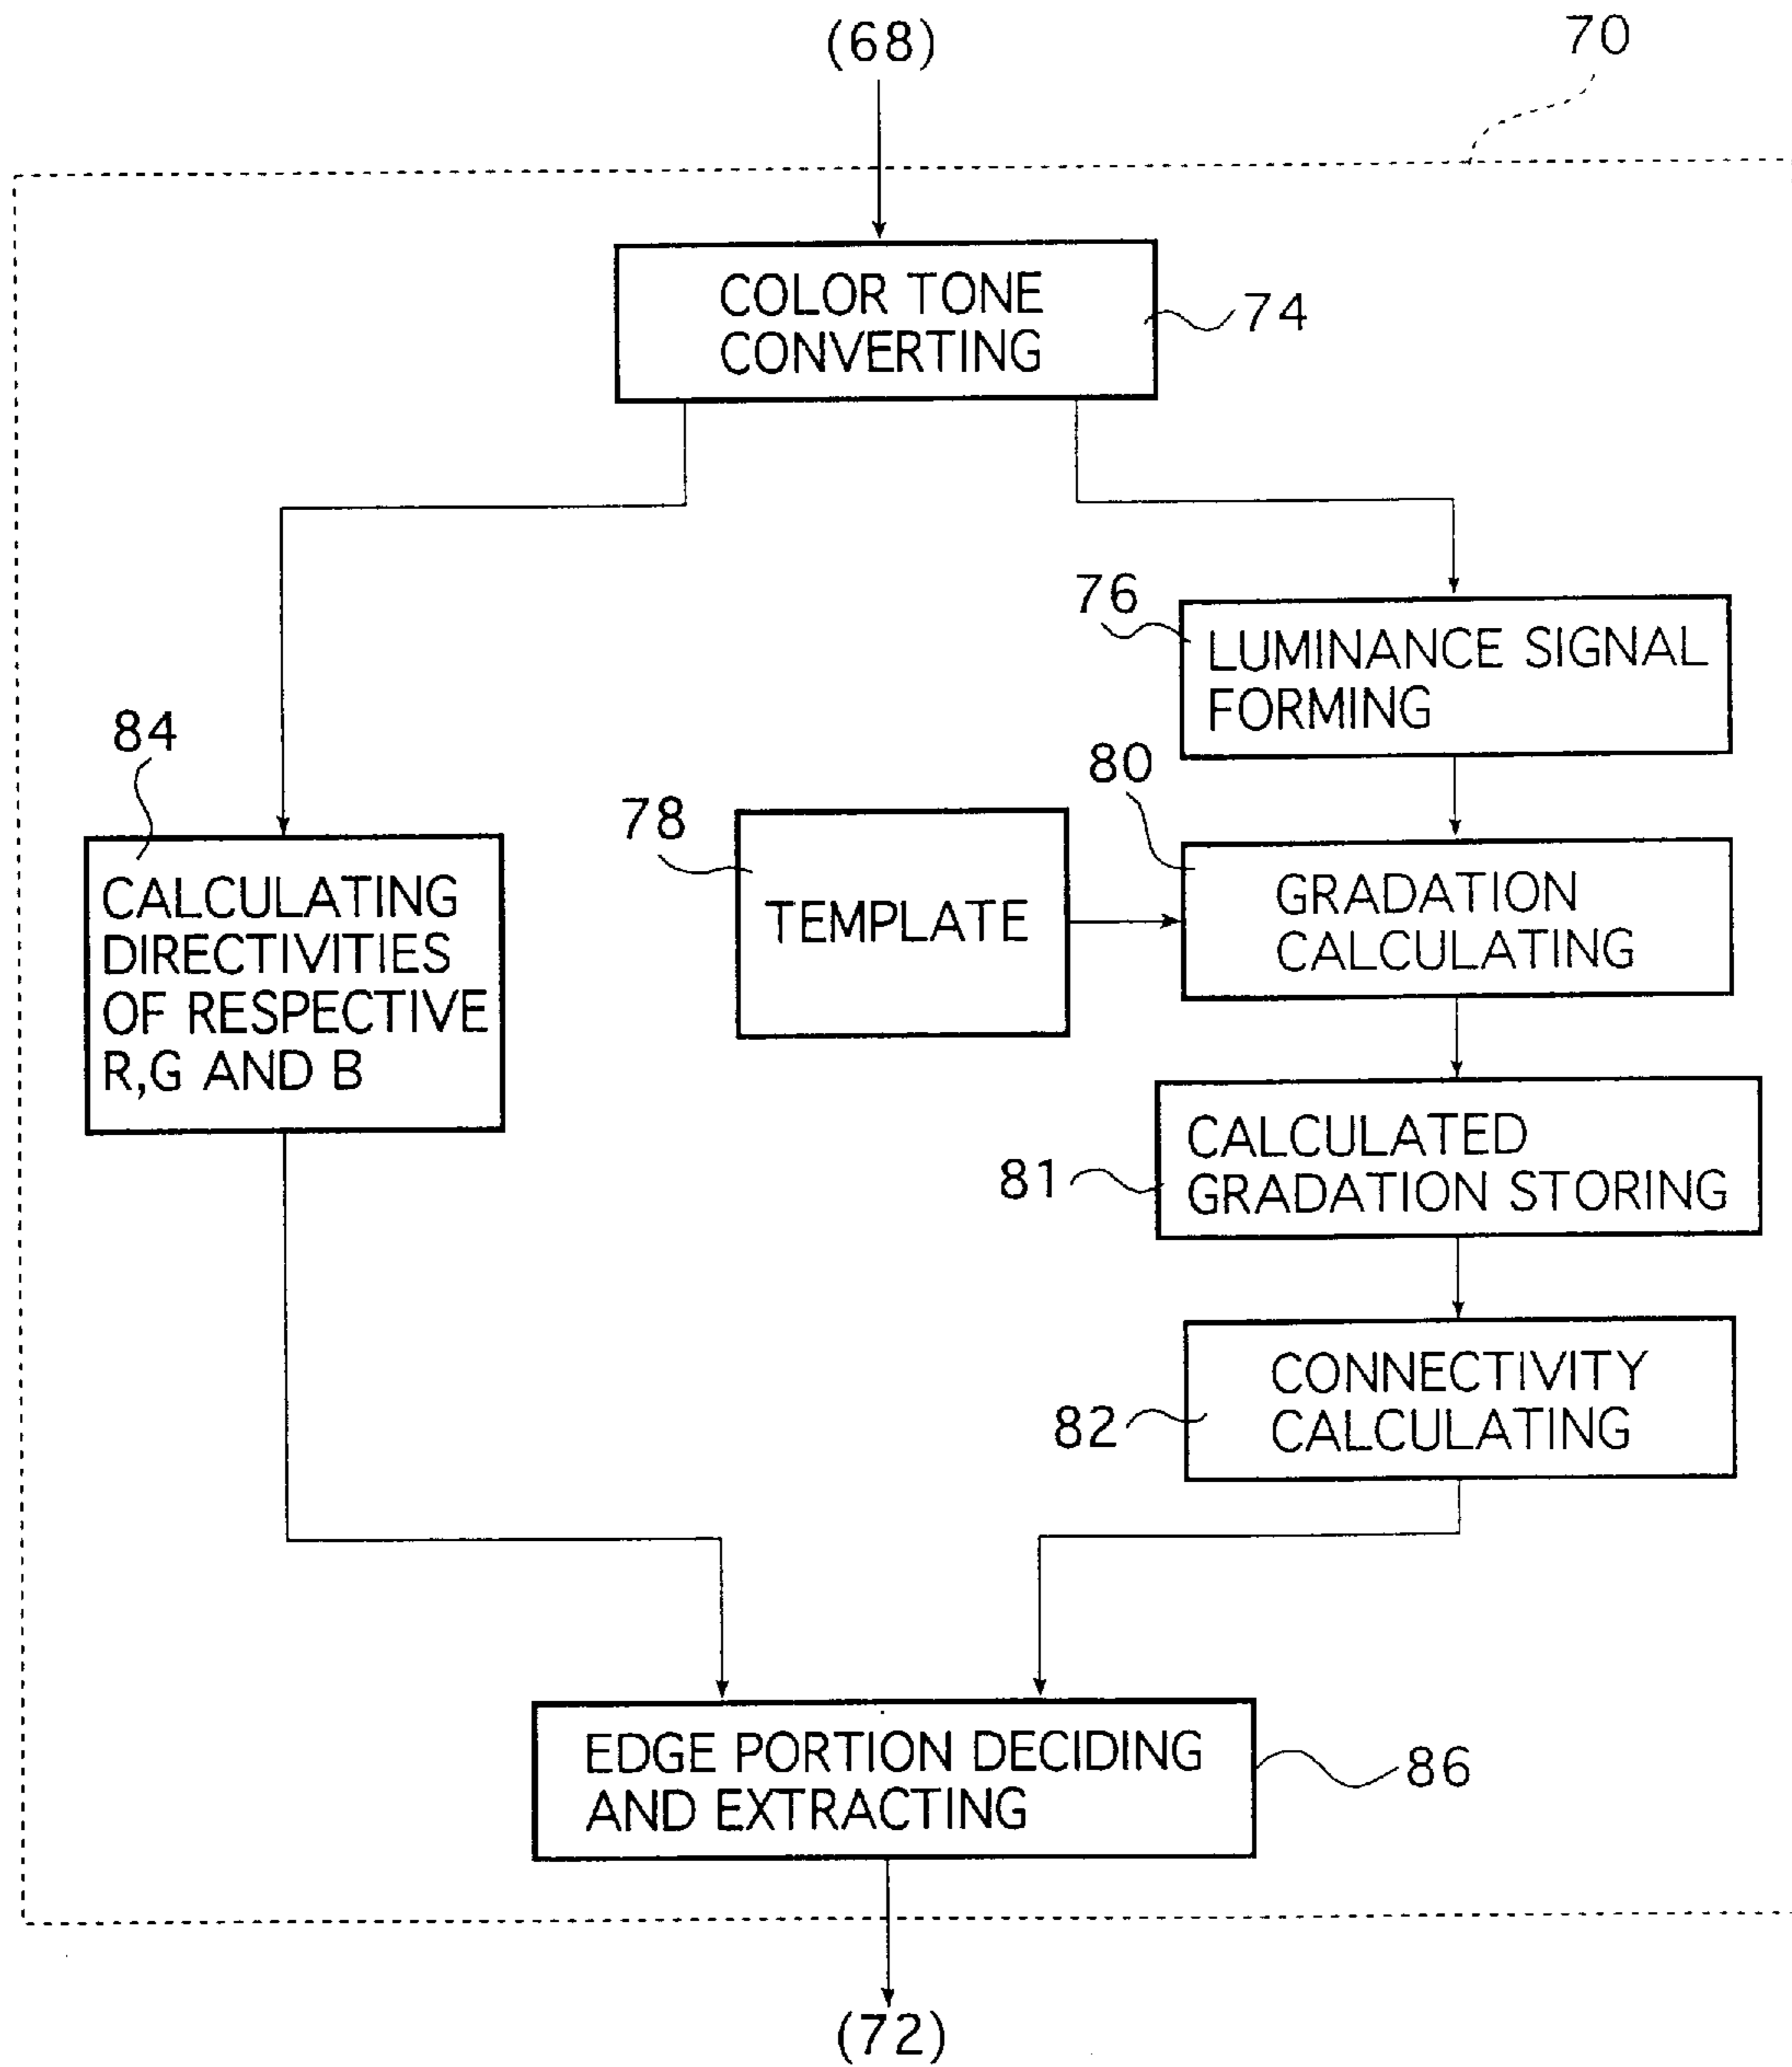 (68)
70
COLOR TONE
CONVERTING
74
76
LUMINANCE SIGNAL
FORMING
84
CALCULATING
DIRECTIVITIES
OF RESPECTIVE
R,G AND B
78
TEMPLATE
80
GRADATION
CALCULATING
81
CALCULATED
GRADATION STORING
82
CONNECTIVITY
CALCULATING
EDGE PORTION DECIDING
AND EXTRACTING
86
(72)